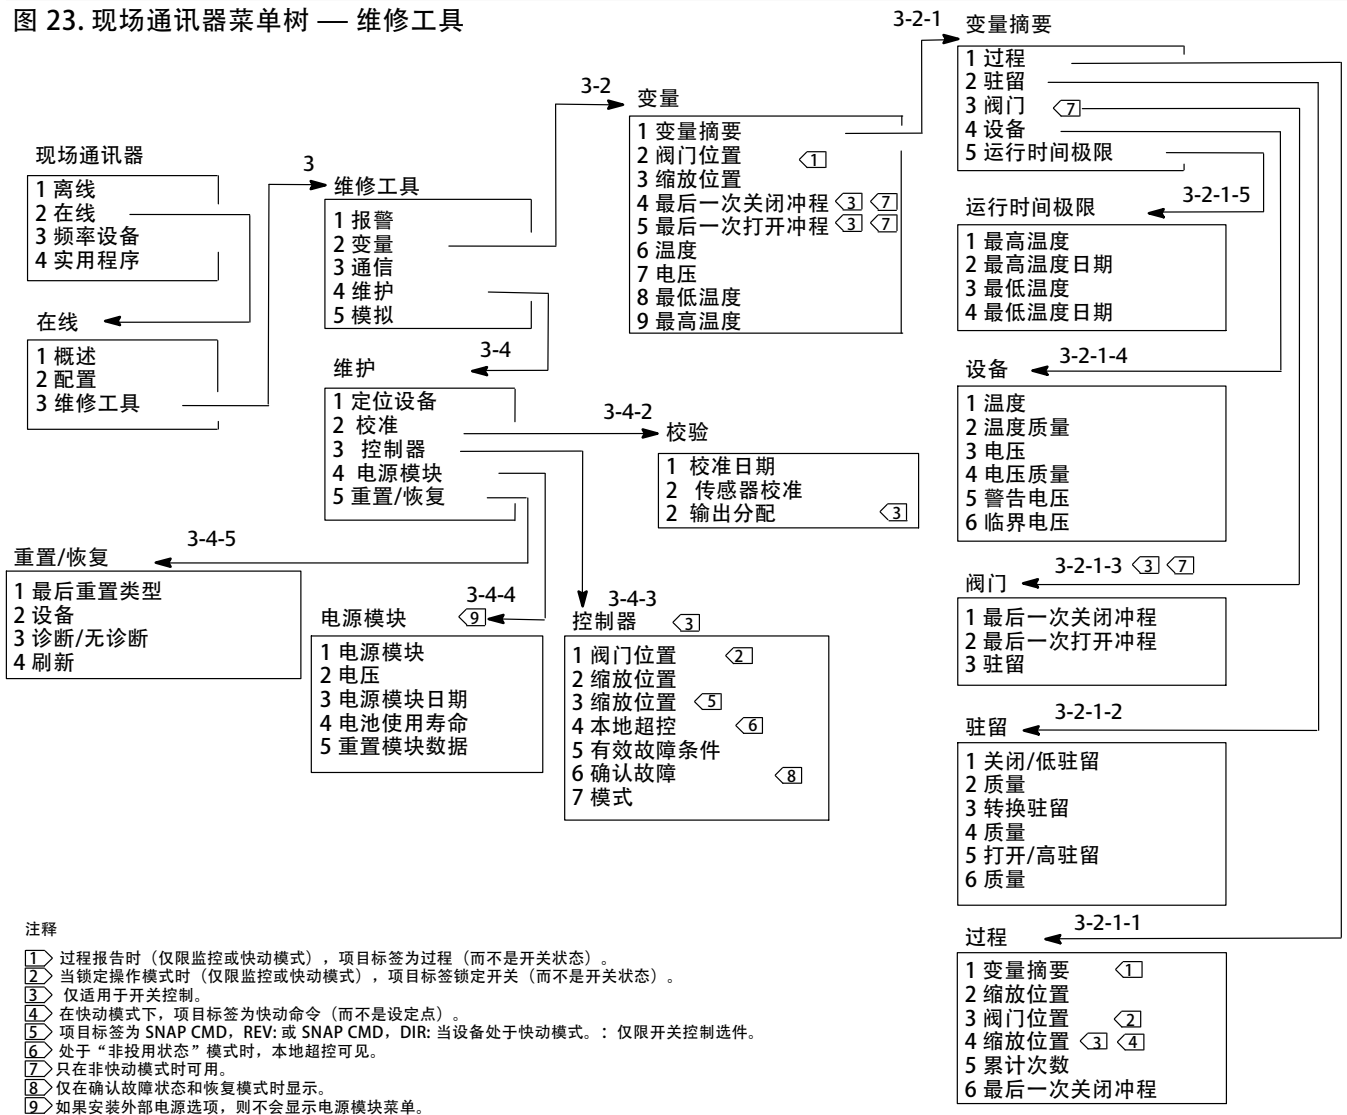 图 23. 现场通讯器菜单树 — 维修工具
现场通讯器
1 离线
2 在线
3 频率设备
4 实用程序
在线
1 概述
2 配置
3 维修工具
3
维修工具
1 报警
2 变量
3 通信
4 维护
5 模拟
3-4
维护
1 定位设备
2 校准
3 控制器
4 电源模块
5 重置/恢复
3-4-5
重置/恢复
1 最后重置类型
2 设备
3 诊断/无诊断
4 刷新
3-4-4
电源模块 9
1 电源模块
2 电压
3 电源模块日期
4 电池使用寿命
5 重置模块数据
3-2
变量
1 变量摘要
2 阀门位置 1
3 缩放位置
4 最后一次关闭冲程 3 7
5 最后一次打开冲程 3 7
6 温度
7 电压
8 最低温度
9 最高温度
3-4-2
校验
1 校准日期
2 传感器校准
2 输出分配 3
3-4-3
控制器 3
1 阀门位置 2
2 缩放位置
3 缩放位置 5
4 本地超控 6
5 有效故障条件
6 确认故障 8
7 模式
3-2-1
变量摘要
1 过程
2 驻留
3 阀门 7
4 设备
5 运行时间极限
3-2-1-5
运行时间极限
1 最高温度
2 最高温度日期
3 最低温度
4 最低温度日期
3-2-1-4
设备
1 温度
2 温度质量
3 电压
4 电压质量
5 警告电压
6 临界电压
3-2-1-3 3 7
阀门
1 最后一次关闭冲程
2 最后一次打开冲程
3 驻留
3-2-1-2
驻留
1 关闭/低驻留
2 质量
3 转换驻留
4 质量
5 打开/高驻留
6 质量
3-2-1-1
过程
1 变量摘要 1
2 缩放位置
3 阀门位置 2
4 缩放位置 3 4
5 累计次数
6 最后一次关闭冲程
注释
1 过程报告时（仅限监控或快动模式），项目标签为过程（而不是开关状态）。
2 当锁定操作模式时（仅限监控或快动模式），项目标签锁定开关（而不是开关状态）。
3 仅适用于开关控制。
4 在快动模式下，项目标签为快动命令（而不是设定点）。
5 项目标签为 SNAP CMD，REV: 或 SNAP CMD，DIR: 当设备处于快动模式。：仅限开关控制选件。
6 处于“非投用状态”模式时，本地超控可见。
7 只在非快动模式时可用。
8 仅在确认故障状态和恢复模式时显示。
9 如果安装外部电源选项，则不会显示电源模块菜单。